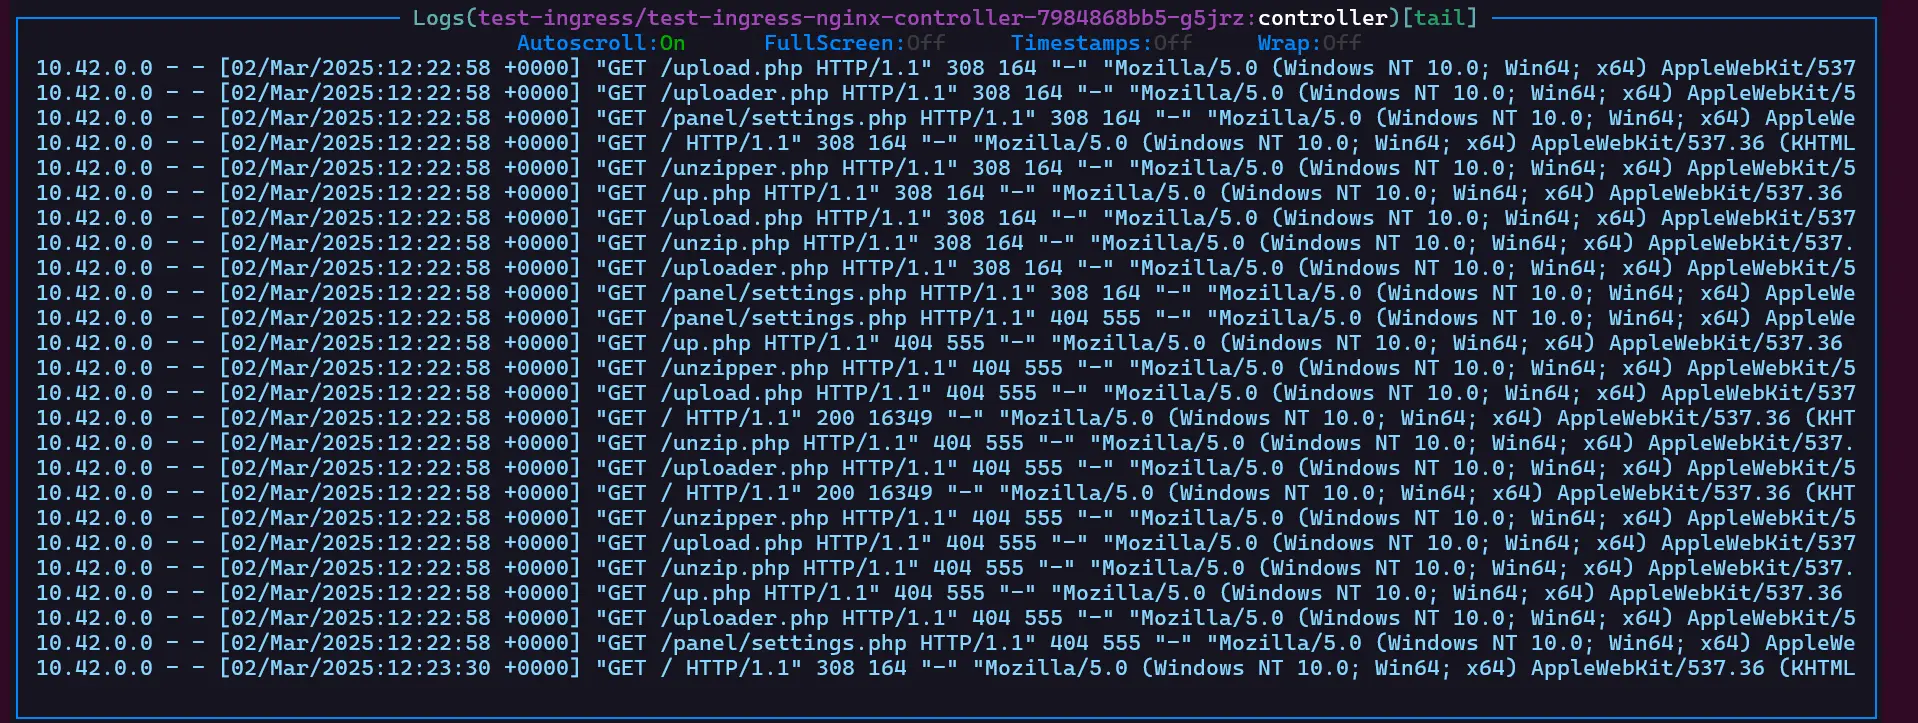 Logs(test-ingress/test-ingress-nginx-controller-7984868bb5-g5jrz:controller)[tail]
Autoscroll:On FullScreen:Off Timestamps:Off Wrap:Off
10.42.0.0 - - [02/Mar/2025:12:22:58 +0000] "GET /upload.php HTTP/1.1" 308 164 "-" "Mozilla/5.0 (Windows NT 10.0; Win64; x64) AppleWebKit/537
10.42.0.0 - - [02/Mar/2025:12:22:58 +0000] "GET /uploader.php HTTP/1.1" 308 164 "-" "Mozilla/5.0 (Windows NT 10.0; Win64; x64) AppleWebKit/5
10.42.0.0 - - [02/Mar/2025:12:22:58 +0000] "GET /panel/settings.php HTTP/1.1" 308 164 "-" "Mozilla/5.0 (Windows NT 10.0; Win64; x64) AppleWe
10.42.0.0 - - [02/Mar/2025:12:22:58 +0000] "GET / HTTP/1.1" 308 164 "-" "Mozilla/5.0 (Windows NT 10.0; Win64; x64) AppleWebKit/537.36 (KHTML
10.42.0.0 - - [02/Mar/2025:12:22:58 +0000] "GET /unzipper.php HTTP/1.1" 308 164 "-" "Mozilla/5.0 (Windows NT 10.0; Win64; x64) AppleWebKit/5
10.42.0.0 - - [02/Mar/2025:12:22:58 +0000] "GET /up.php HTTP/1.1" 308 164 "-" "Mozilla/5.0 (Windows NT 10.0; Win64; x64) AppleWebKit/537.36
10.42.0.0 - - [02/Mar/2025:12:22:58 +0000] "GET /upload.php HTTP/1.1" 308 164 "-" "Mozilla/5.0 (Windows NT 10.0; Win64; x64) AppleWebKit/537
10.42.0.0 - - [02/Mar/2025:12:22:58 +0000] "GET /unzip.php HTTP/1.1" 308 164 "-" "Mozilla/5.0 (Windows NT 10.0; Win64; x64) AppleWebKit/537.
10.42.0.0 - - [02/Mar/2025:12:22:58 +0000] "GET /uploader.php HTTP/1.1" 308 164 "-" "Mozilla/5.0 (Windows NT 10.0; Win64; x64) AppleWebKit/5
10.42.0.0 - - [02/Mar/2025:12:22:58 +0000] "GET /panel/settings.php HTTP/1.1" 308 164 "-" "Mozilla/5.0 (Windows NT 10.0; Win64; x64) AppleWe
10.42.0.0 - - [02/Mar/2025:12:22:58 +0000] "GET /panel/settings.php HTTP/1.1" 404 555 "-" "Mozilla/5.0 (Windows NT 10.0; Win64; x64) AppleWe
10.42.0.0 - - [02/Mar/2025:12:22:58 +0000] "GET /up.php HTTP/1.1" 404 555 "-" "Mozilla/5.0 (Windows NT 10.0; Win64; x64) AppleWebKit/537.36
10.42.0.0 - - [02/Mar/2025:12:22:58 +0000] "GET /unzipper.php HTTP/1.1" 404 555 "-" "Mozilla/5.0 (Windows NT 10.0; Win64; x64) AppleWebKit/5
10.42.0.0 - - [02/Mar/2025:12:22:58 +0000] "GET /upload.php HTTP/1.1" 404 555 "-" "Mozilla/5.0 (Windows NT 10.0; Win64; x64) AppleWebKit/537
10.42.0.0 - - [02/Mar/2025:12:22:58 +0000] "GET / HTTP/1.1" 200 16349 "-" "Mozilla/5.0 (Windows NT 10.0; Win64; x64) AppleWebKit/537.36 (KHT
10.42.0.0 - - [02/Mar/2025:12:22:58 +0000] "GET /unzip.php HTTP/1.1" 404 555 "-" "Mozilla/5.0 (Windows NT 10.0; Win64; x64) AppleWebKit/537.
10.42.0.0 - - [02/Mar/2025:12:22:58 +0000] "GET /uploader.php HTTP/1.1" 404 555 "-" "Mozilla/5.0 (Windows NT 10.0; Win64; x64) AppleWebKit/5
10.42.0.0 - - [02/Mar/2025:12:22:58 +0000] "GET / HTTP/1.1" 200 16349 "-" "Mozilla/5.0 (Windows NT 10.0; Win64; x64) AppleWebKit/537.36 (KHT
10.42.0.0 - - [02/Mar/2025:12:22:58 +0000] "GET /unzipper.php HTTP/1.1" 404 555 "-" "Mozilla/5.0 (Windows NT 10.0; Win64; x64) AppleWebKit/5
10.42.0.0 - - [02/Mar/2025:12:22:58 +0000] "GET /upload.php HTTP/1.1" 404 555 "-" "Mozilla/5.0 (Windows NT 10.0; Win64; x64) AppleWebKit/537
10.42.0.0 - - [02/Mar/2025:12:22:58 +0000] "GET /unzip.php HTTP/1.1" 404 555 "-" "Mozilla/5.0 (Windows NT 10.0; Win64; x64) AppleWebKit/537.
10.42.0.0 - - [02/Mar/2025:12:22:58 +0000] "GET /up.php HTTP/1.1" 404 555 "-" "Mozilla/5.0 (Windows NT 10.0; Win64; x64) AppleWebKit/537.36
10.42.0.0 - - [02/Mar/2025:12:22:58 +0000] "GET /uploader.php HTTP/1.1" 404 555 "-" "Mozilla/5.0 (Windows NT 10.0; Win64; x64) AppleWebKit/5
10.42.0.0 - - [02/Mar/2025:12:22:58 +0000] "GET /panel/settings.php HTTP/1.1" 404 555 "-" "Mozilla/5.0 (Windows NT 10.0; Win64; x64) AppleWe
10.42.0.0 - - [02/Mar/2025:12:23:30 +0000] "GET / HTTP/1.1" 308 164 "-" "Mozilla/5.0 (Windows NT 10.0; Win64; x64) AppleWebKit/537.36 (KHTML